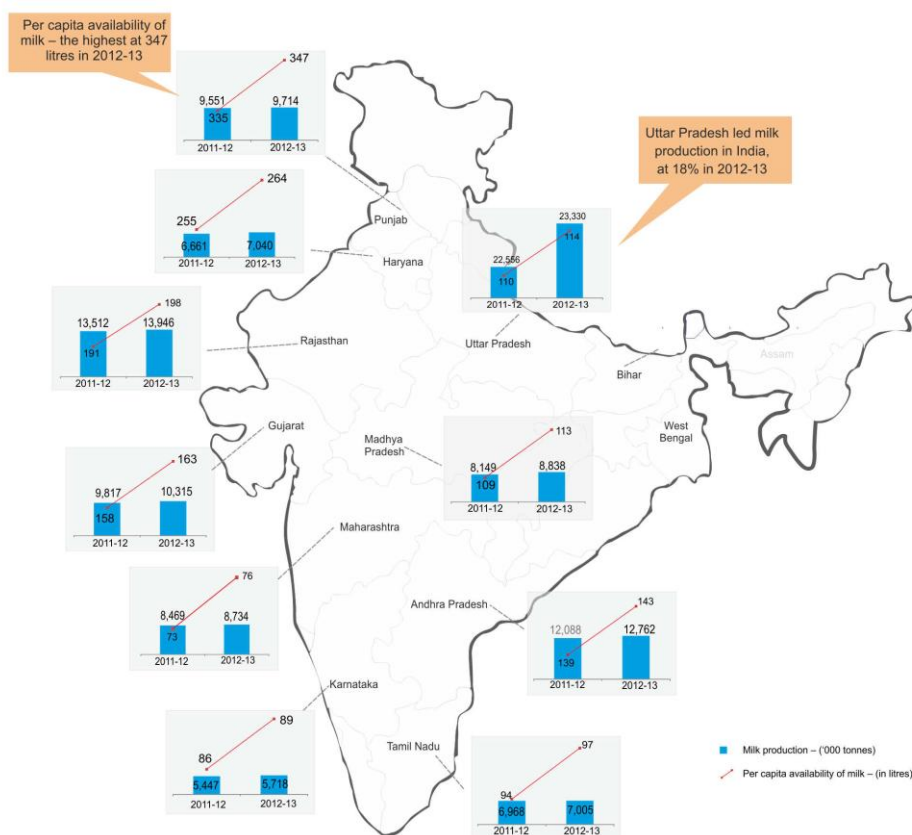 Per capita availability of
milk – the highest at 347
litres in 2012-13
347
9,551
9,714
335
2011-12
2012-13
Uttar Pradesh led milk
production in India,
at 18% in 2012-13
264
255
6,661
7,040
2011-12
2012-13
Punjab
Haryana
23,330
114
22,556
110
2011-12
2012-13
Uttar Pradesh
198
13,512
13,946
191
2011-12
2012-13
Rajasthan
Bihar
Assam
West
Bengal
Gujarat
163
9,817
10,315
158
2011-12
2012-13
Madhya
Pradesh
113
8,149
8,838
109
2011-12
2012-13
Maharashtra
76
8,469
8,734
73
2011-12
2012-13
Andhra Pradesh
143
12,088
12,762
139
2011-12
2012-13
Karnataka
89
86
5,447
5,718
2011-12
2012-13
Tamil Nadu
97
94
6,968
7,005
2011-12
2012-13
Milk production – ('000 tonnes)
Per capita availability of milk – (in litres)